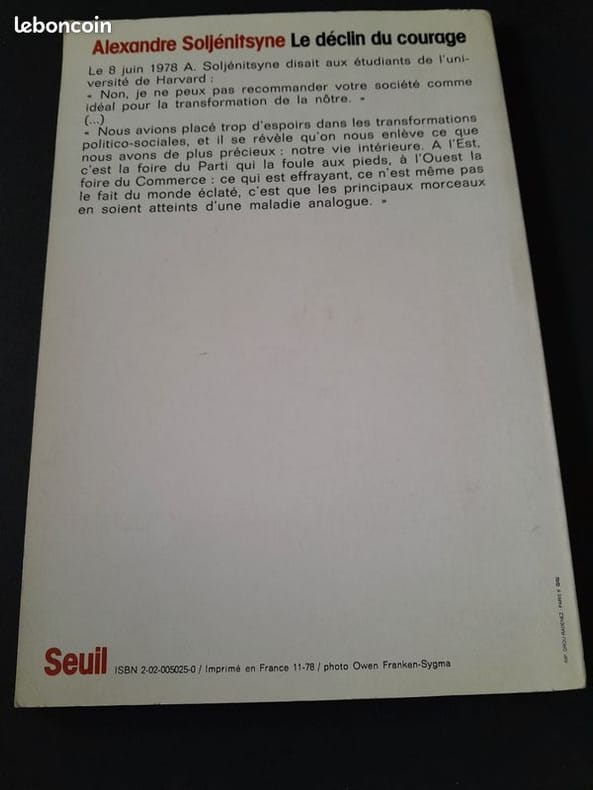 leboncoin
Alexandre Soljénitsyne Le déclin du courage
Le 8 juin 1978 A. Soljénitsyne disait aux étudiants de l'uni-
versité de Harvard :
« Non, je ne peux pas recommander votre société comme
idéal pour la transformation de la nôtre. »
(...)
« Nous avions placé trop d'espoirs dans les transformations
politico-sociales, et il se révèle qu'on nous enlève ce que
nous avons de plus précieux : notre vie intérieure. A l'Est,
c'est la foire du Parti qui la foule aux pieds, à l'Ouest la
foire du Commerce : ce qui est effrayant, ce n'est même pas
le fait du monde éclaté, c'est que les principaux morceaux
en soient atteints d'une maladie analogue. »
Seuil ISBN 2-02-005025-0 / Imprimé en France 11-78 / photo Owen Franken-Sygma